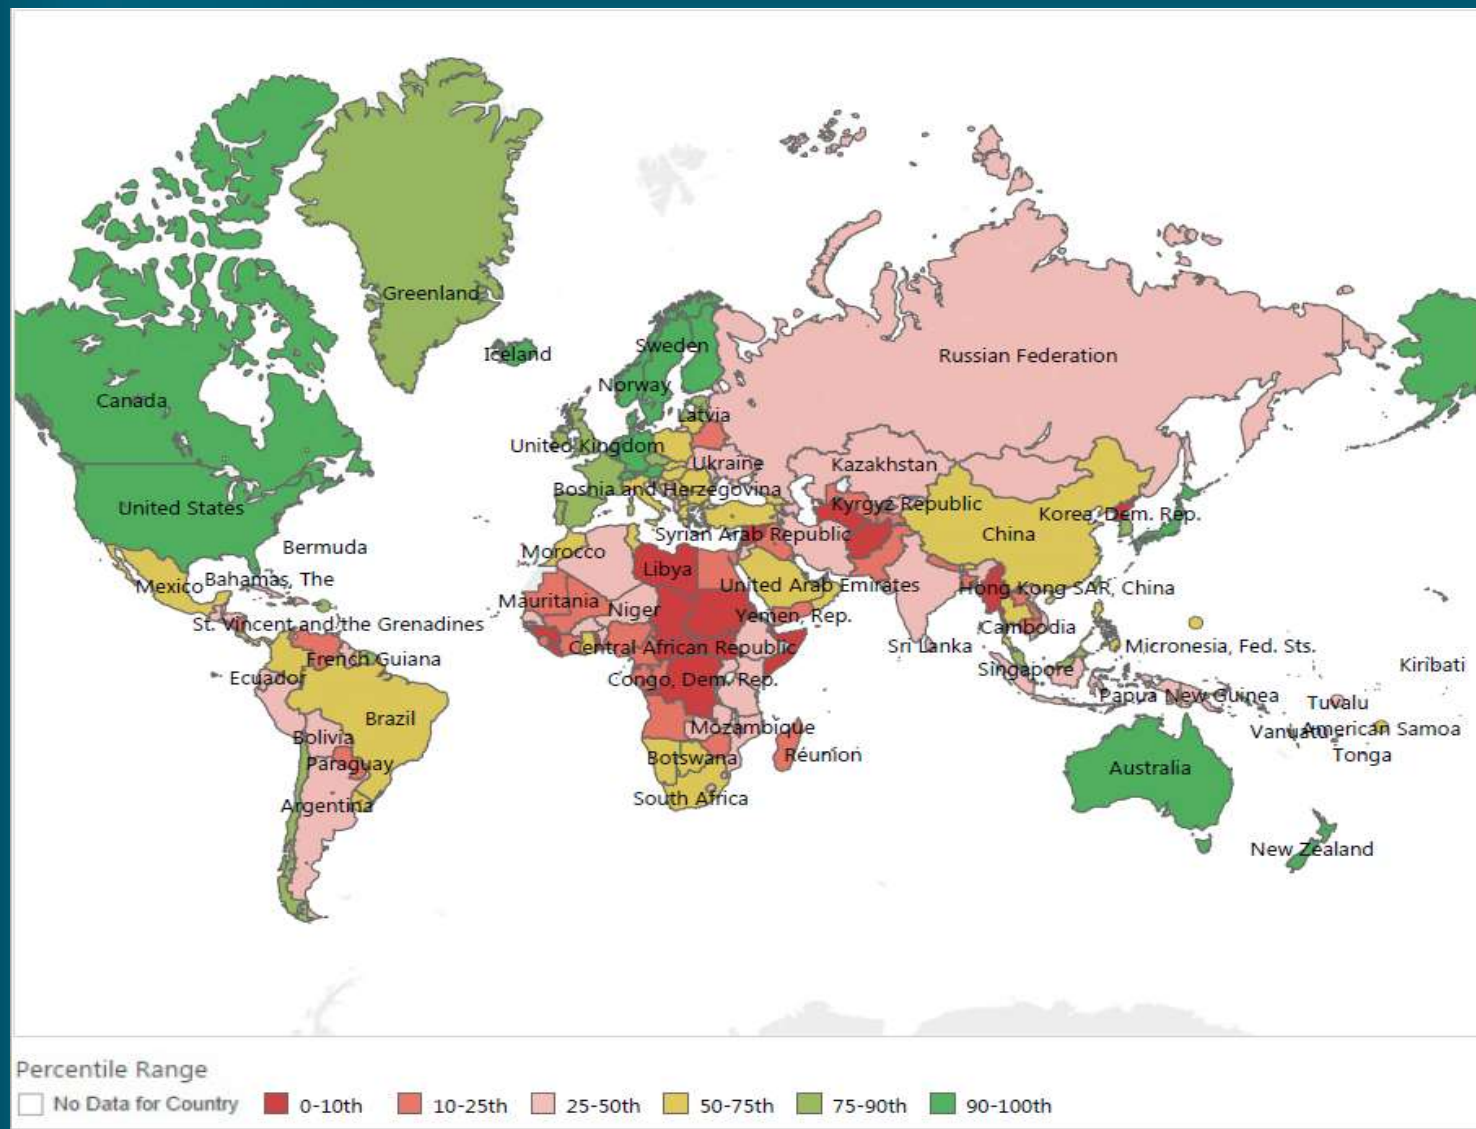 Greenland
Iceland
Sweden
Russian Federation
Norway
Canada
Latvia
United Kingdom
Ukraine
Kazakhstan
Bosnia and Herzegovina
United States
Kyrgyz Republic
Korea, Dem. Rep.
Syrian Arab Republic
China
Bermuda
Morocco
Libya
Mexico
Bahamas, The
United Arab Emirates
Hong Kong SAR, China
Mauritania
Niger
Yemen, Rep.
St. Vincent and the Grenadines
Cambodia
Central African Republic
Sri Lanka
Micronesia, Fed. Sts.
French Guiana
Singapore
Kiribati
Ecuador
Congo, Dem. Rep.
Papua New Guinea
Tuvalu
Brazil
Mozambique
Vanuatu
American Samoa
Bolivia
Botswana
Réunion
Tonga
Paraguay
Australia
Argentina
South Africa
New Zealand
Percentile Range
No Data for Country 0-10th 10-25th 25-50th 50-75th 75-90th 90-100th